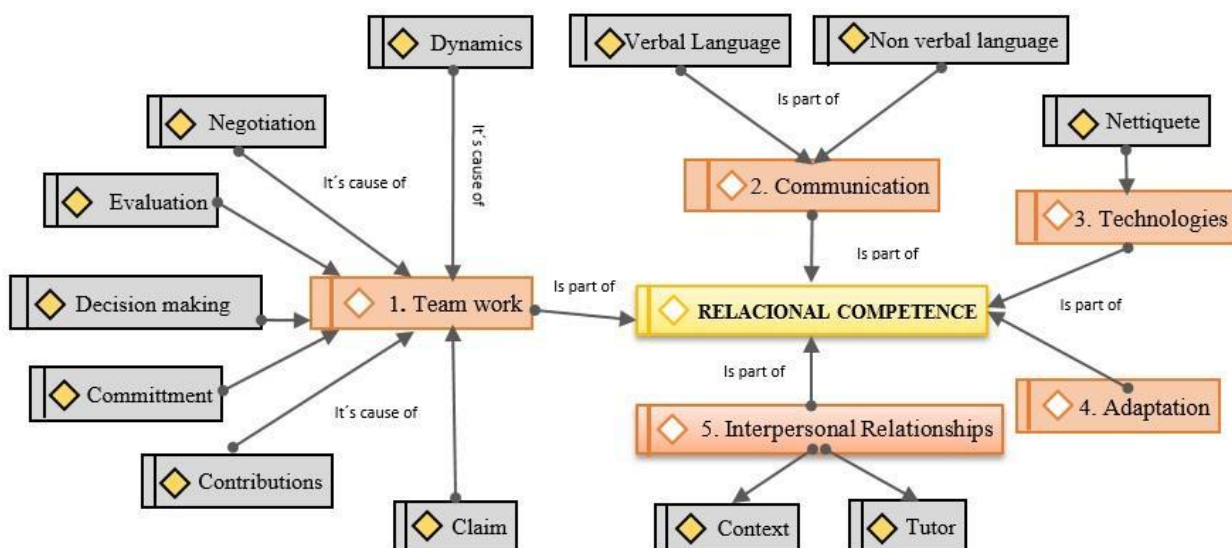 Dynamics
Verbal Language
Non verbal language
Is part of
Negotiation
It´s cause of
It´s cause of
Nettiquete
Evaluation
2. Communication
3. Technologies
Is part of
Decision making
1. Team work
Is part of
RELACIONAL COMPETENCE
Is part of
Committment
Is part of
4. Adaptation
It´s cause of
5. Interpersonal Relationships
Contributions
Claim
Context
Tutor